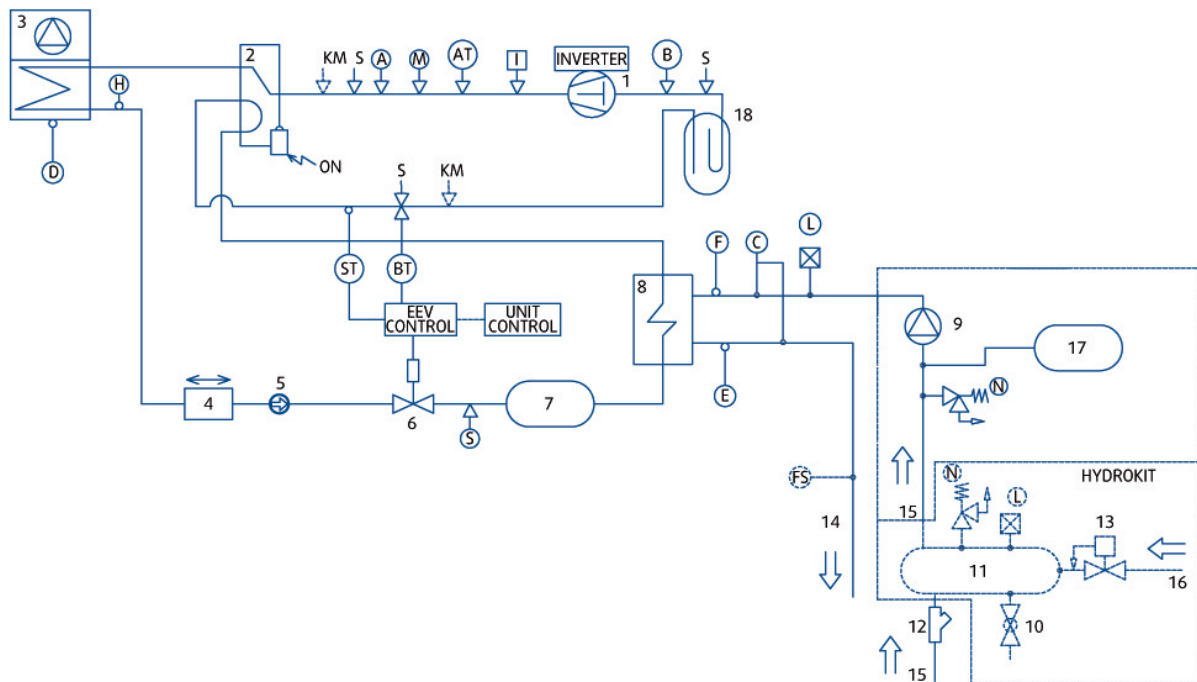 3
2
KM S A M AT I INVERTER B S
1
H
18
D
ON
S KM
ST BT
EEV CONTROL
UNIT CONTROL
8
F C L
9
17
N
E
4
5
6
S
7
FS
14
15
N
L
HYDROKIT
13
11
16
12
10
15